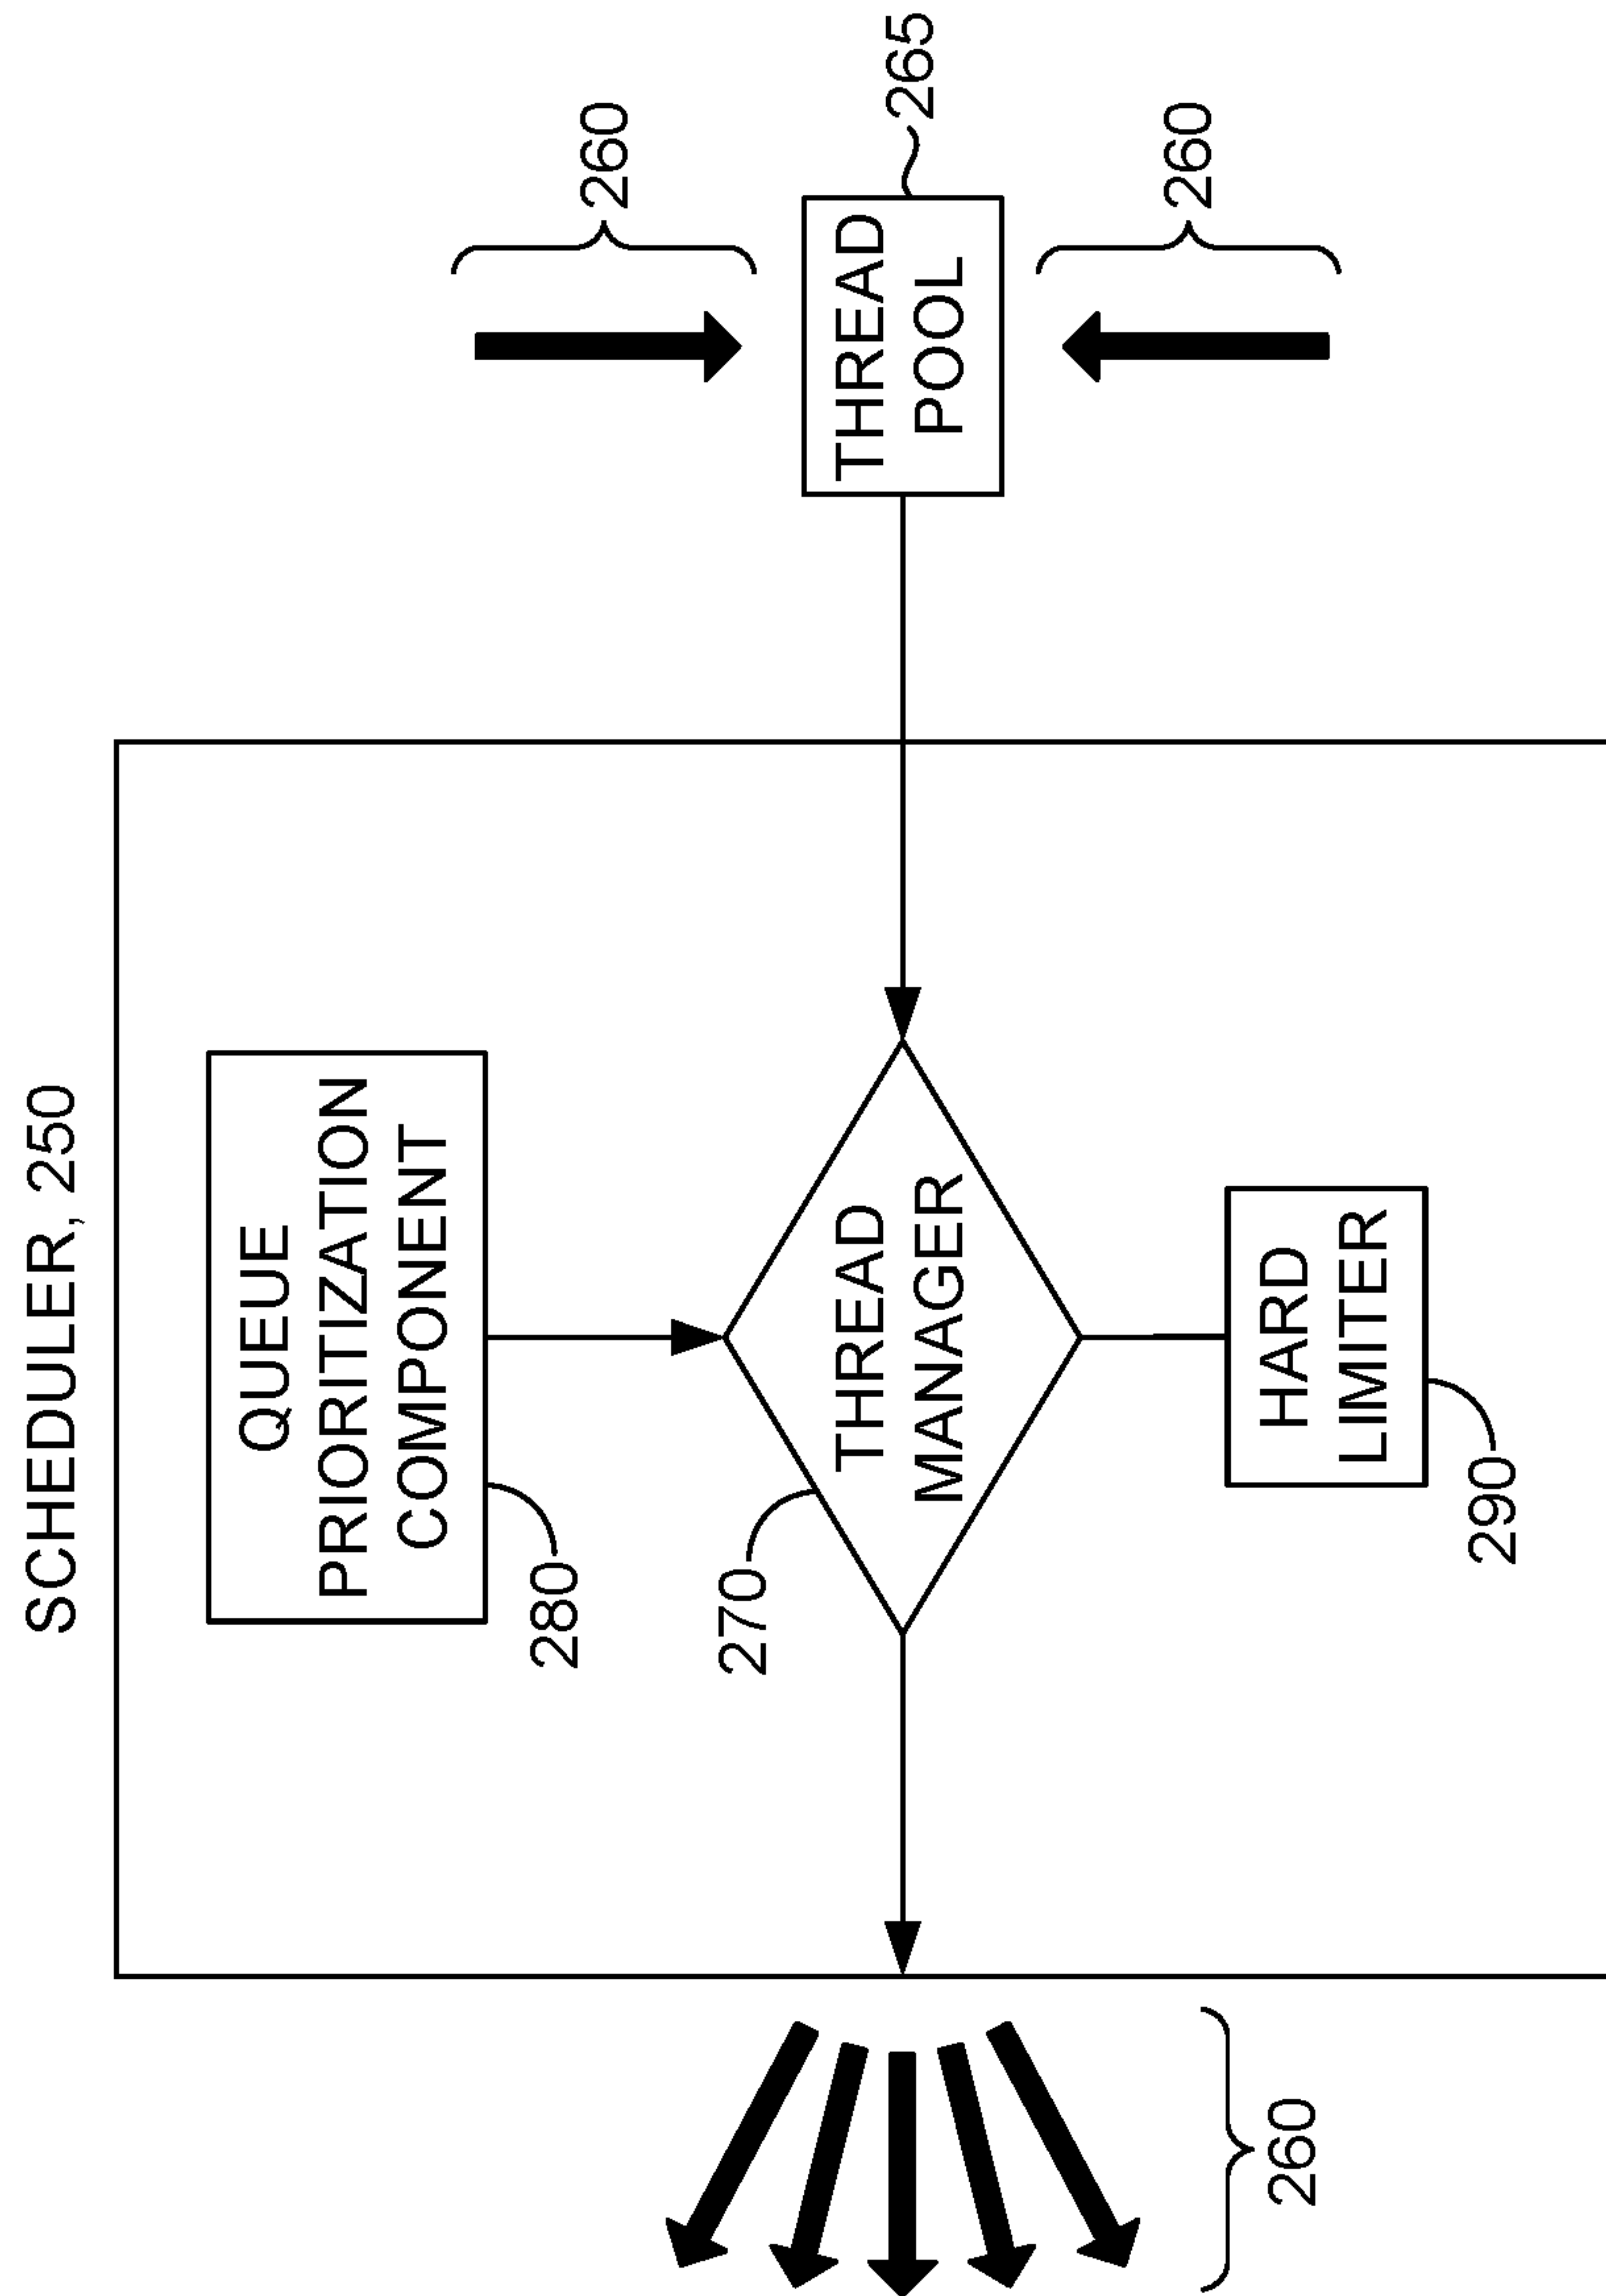 SCHEDULER, 250
QUEUE
PRIORITIZATION
COMPONENT
280
270
THREAD
MANAGER
HARD
LIMITER
290
260
THREAD
POOL
265
260
260